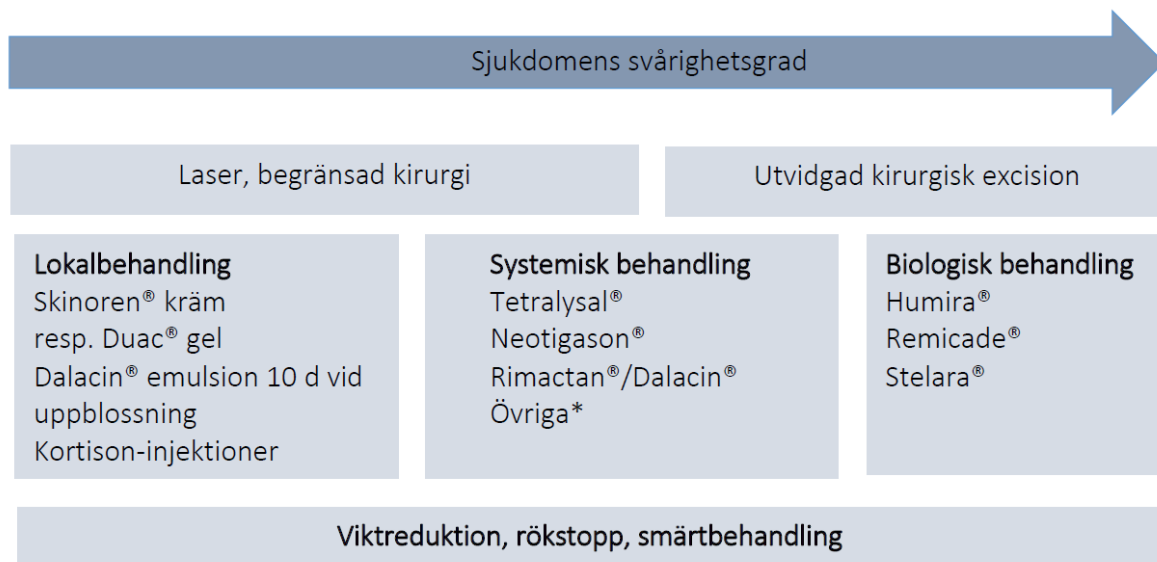 Sjukdomens svårighetsgrad
Laser, begränsad kirurgi
Utvidgad kirurgisk excision
Lokalbehandling
Skinoren® kräm
resp. Duac® gel
Dalacin® emulsion 10 d vid
uppblossning
Kortison-injektioner
Systemisk behandling
Tetralysal®
Neotigason®
Rimactan®/Dalacin®
Övriga*
Biologisk behandling
Humira®
Remicade®
Stelara®
Viktreduktion, rökstopp, smärtbehandling